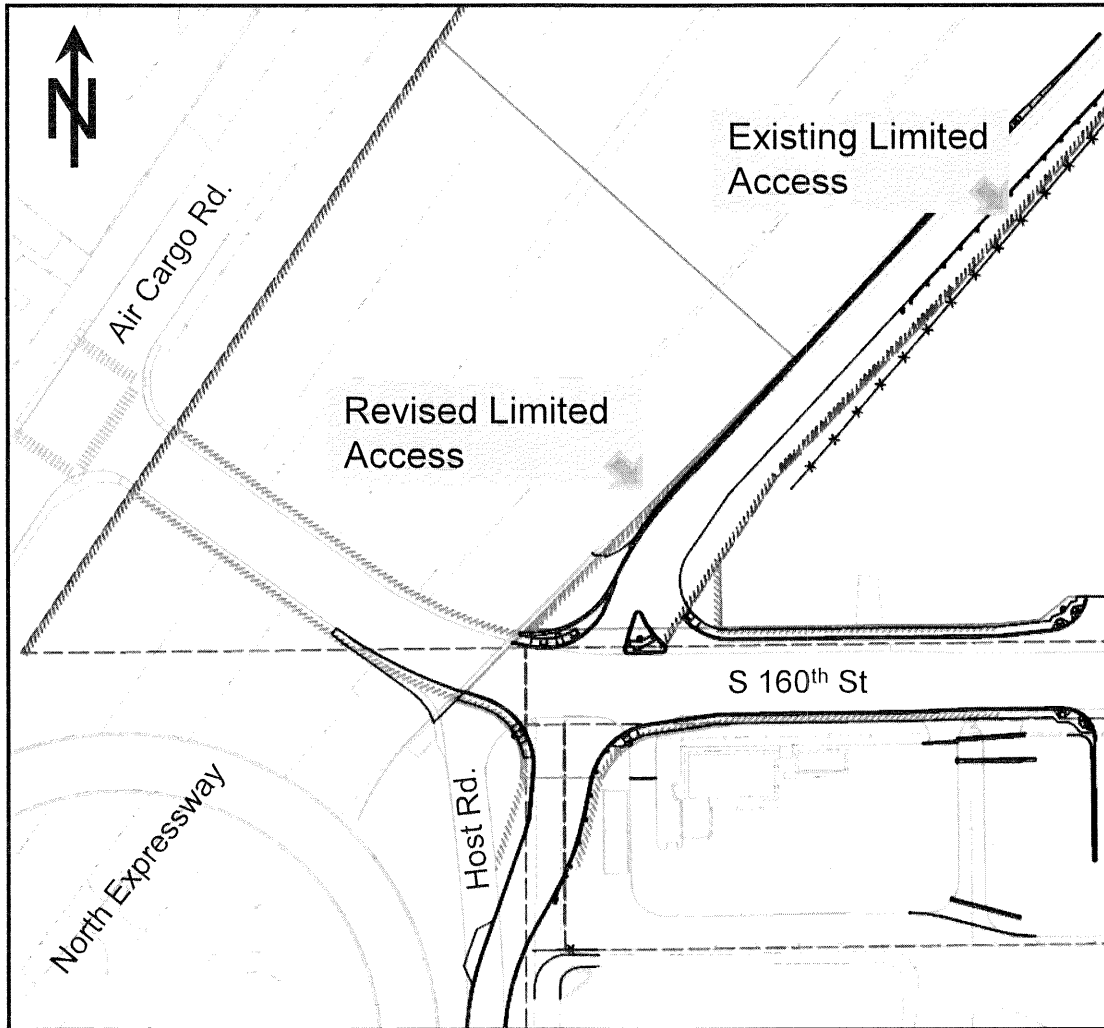 N
Existing Limited
Access
Air Cargo Rd.
Revised Limited
Access
S 160th St
Host Rd.
North Expressway